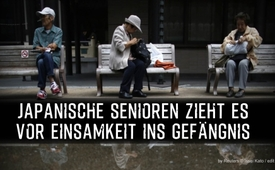 JAPANISCHE SENIOREN ZIEHT ES
VOR EINSAMKEIT INS GEFÄNGNIS